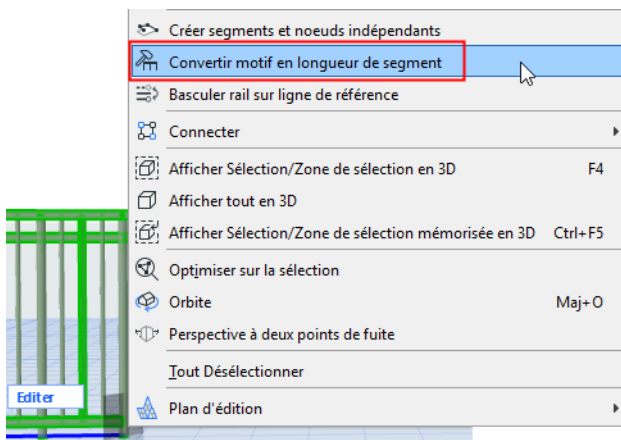 Créer segments et noeuds indépendants
Convertir motif en longueur de segment
Basculer rail sur ligne de référence
Connecter
Afficher Sélection/Zone de sélection en 3D F4
Afficher tout en 3D
Afficher Sélection/Zone de sélection mémorisée en 3D Ctrl+F5
Optimiser sur la sélection
Orbite Maj+O
Perspective à deux points de fuite
Tout Désélectionner
Editer
Plan d'édition